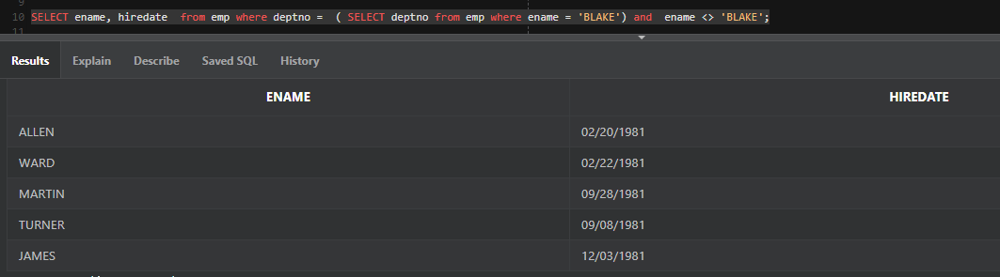 9
10 SELECT ename, hiredate  from emp where deptno =  ( SELECT deptno from emp where ename = 'BLAKE') and  ename <> 'BLAKE';
11
Results Explain Describe Saved SQL History
ENAME HIREDATE
ALLEN 02/20/1981
WARD 02/22/1981
MARTIN 09/28/1981
TURNER 09/08/1981
JAMES 12/03/1981